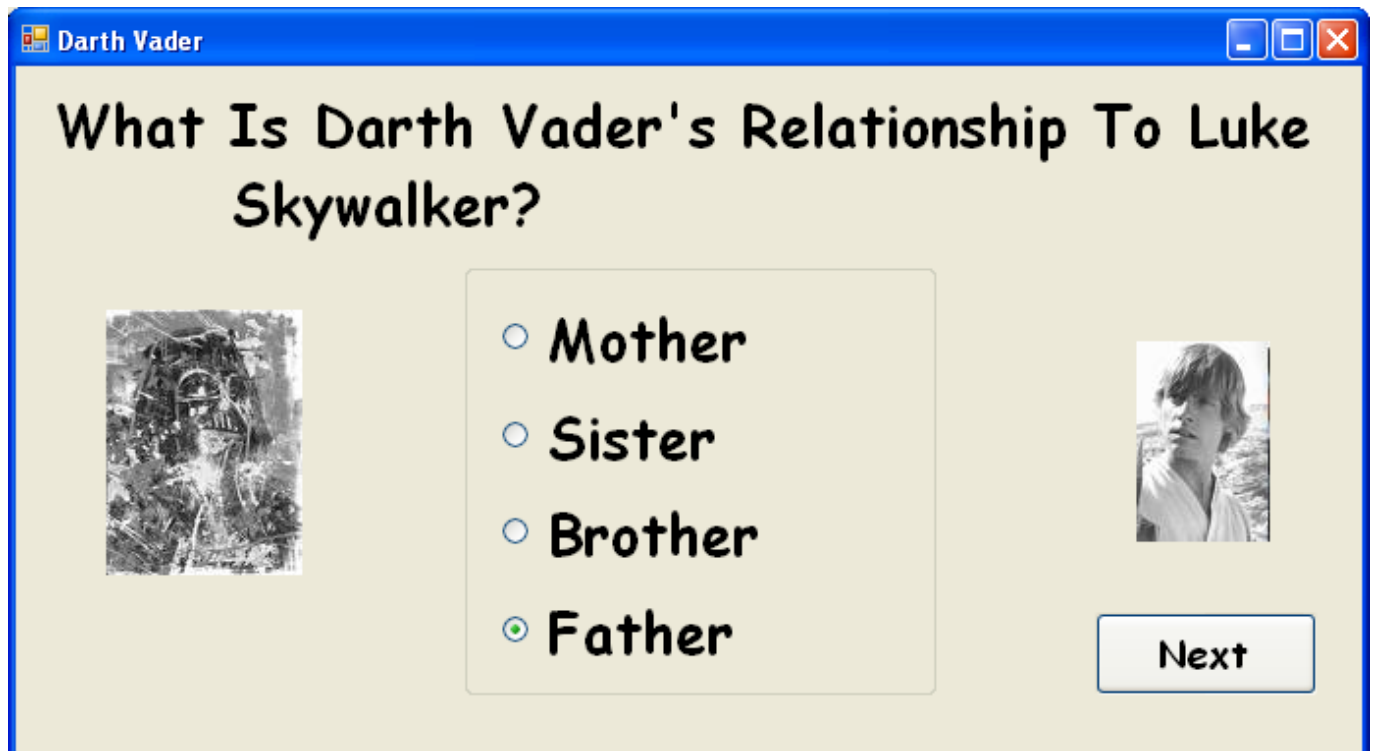 Darth Vader
What Is Darth Vader's Relationship To Luke
Skywalker?
Mother
Sister
Brother
Father
Next